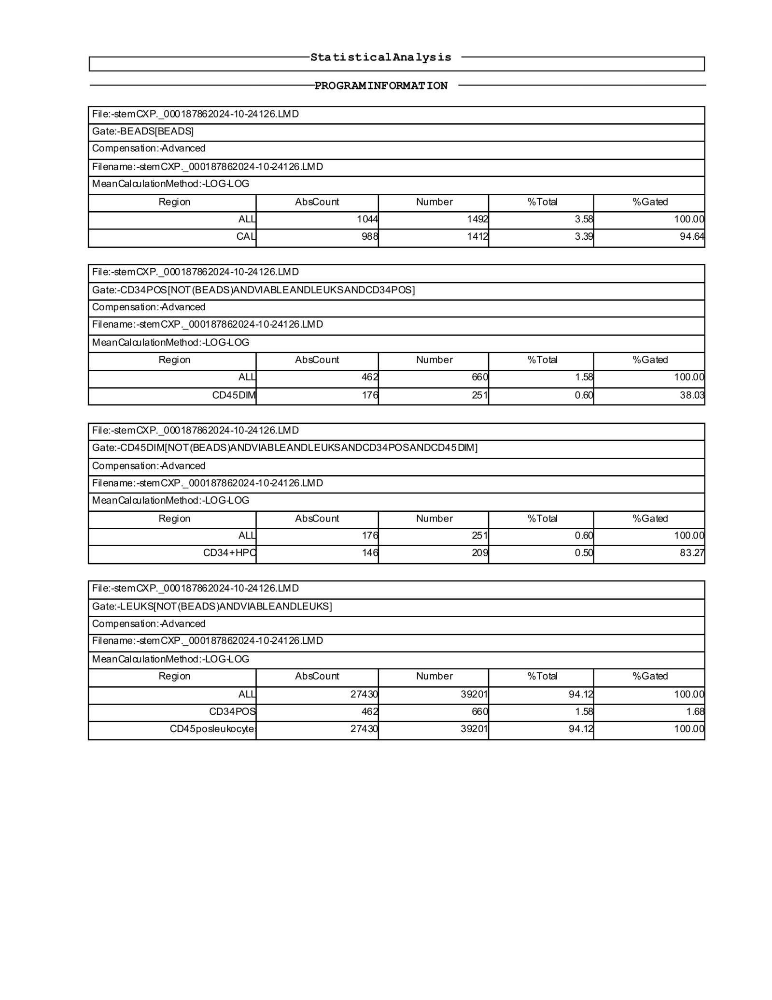 StatisticalAnalysis
PROGRAMINFORMATION
File:-stemCXP._000187862024-10-24126.LMD
Gate:-BEADS[BEADS]
Compensation:-Advanced
Filename:-stemCXP._000187862024-10-24126.LMD
MeanCalculationMethod:-LOG-LOG
Region AbsCount Number %Total %Gated
ALL 1044 1492 3.58 100.00
CAL 988 1412 3.39 94.64
File:-stemCXP._000187862024-10-24126.LMD
Gate:-CD34POS[NOT(BEADS)ANDVIABLEANDLEUKSANDCD34POS]
Compensation:-Advanced
Filename:-stemCXP._000187862024-10-24126.LMD
MeanCalculationMethod:-LOG-LOG
Region AbsCount Number %Total %Gated
ALL 462 660 1.58 100.00
CD45DIM 176 251 0.60 38.03
File:-stemCXP._000187862024-10-24126.LMD
Gate:-CD45DIM[NOT(BEADS)ANDVIABLEANDLEUKSANDCD34POSANDCD45DIM]
Compensation:-Advanced
Filename:-stemCXP._000187862024-10-24126.LMD
MeanCalculationMethod:-LOG-LOG
Region AbsCount Number %Total %Gated
ALL 176 251 0.60 100.00
CD34+HPC 146 209 0.50 83.27
File:-stemCXP._000187862024-10-24126.LMD
Gate:-LEUKS[NOT(BEADS)ANDVIABLEANDLEUKS]
Compensation:-Advanced
Filename:-stemCXP._000187862024-10-24126.LMD
MeanCalculationMethod:-LOG-LOG
Region AbsCount Number %Total %Gated
ALL 27430 39201 94.12 100.00
CD34POS 462 660 1.58 1.68
CD45posleukocytes 27430 39201 94.12 100.00